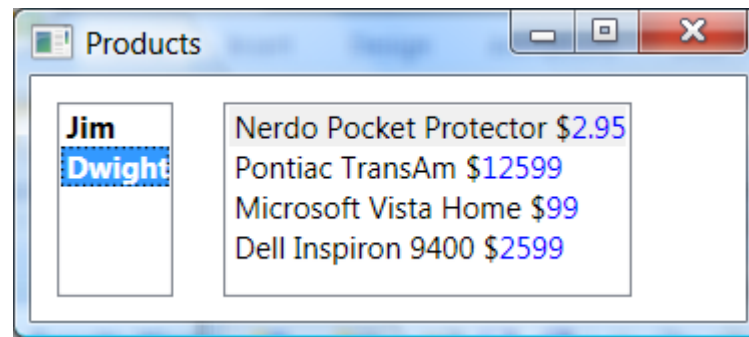 Products
Jim
Dwight
Nerdo Pocket Protector $2.95
Pontiac TransAm $12599
Microsoft Vista Home $99
Dell Inspiron 9400 $2599